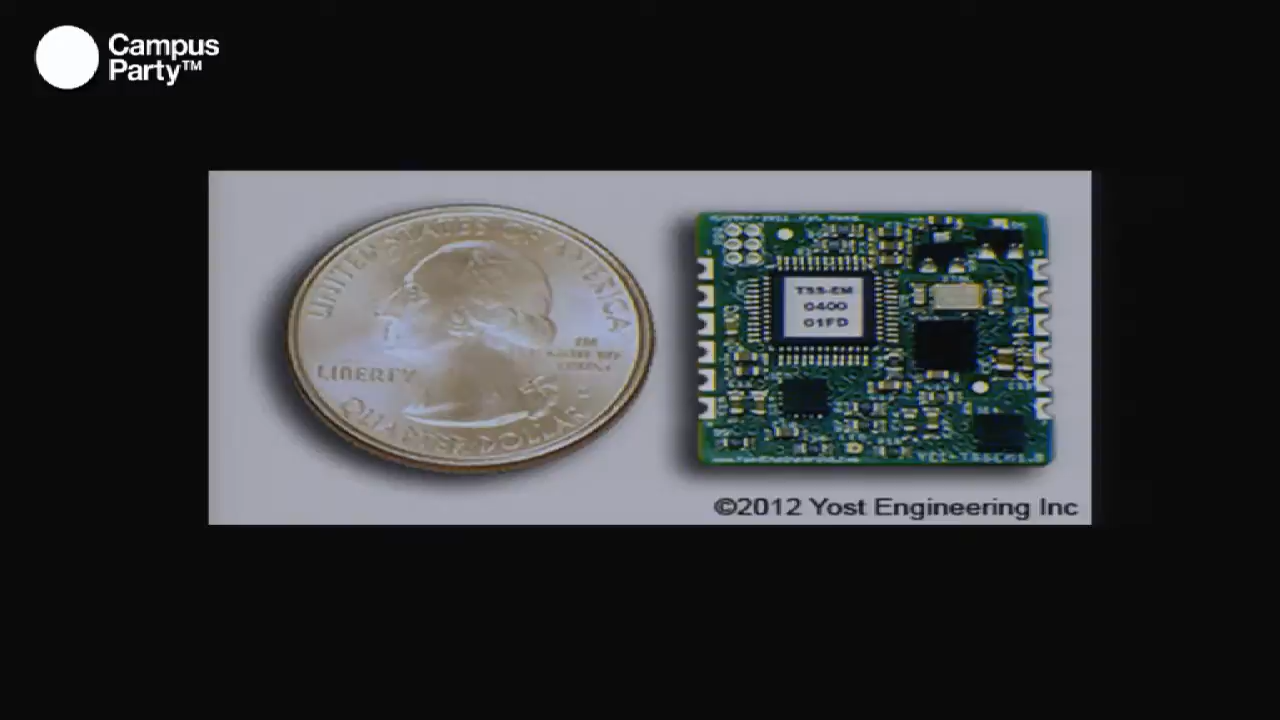 Campus
Party™
UNITED STATES OF AMERICA
LIBERTY
QUARTER DOLLAR
TSS-EM
0400
01FD
©2012 Yost Engineering Inc